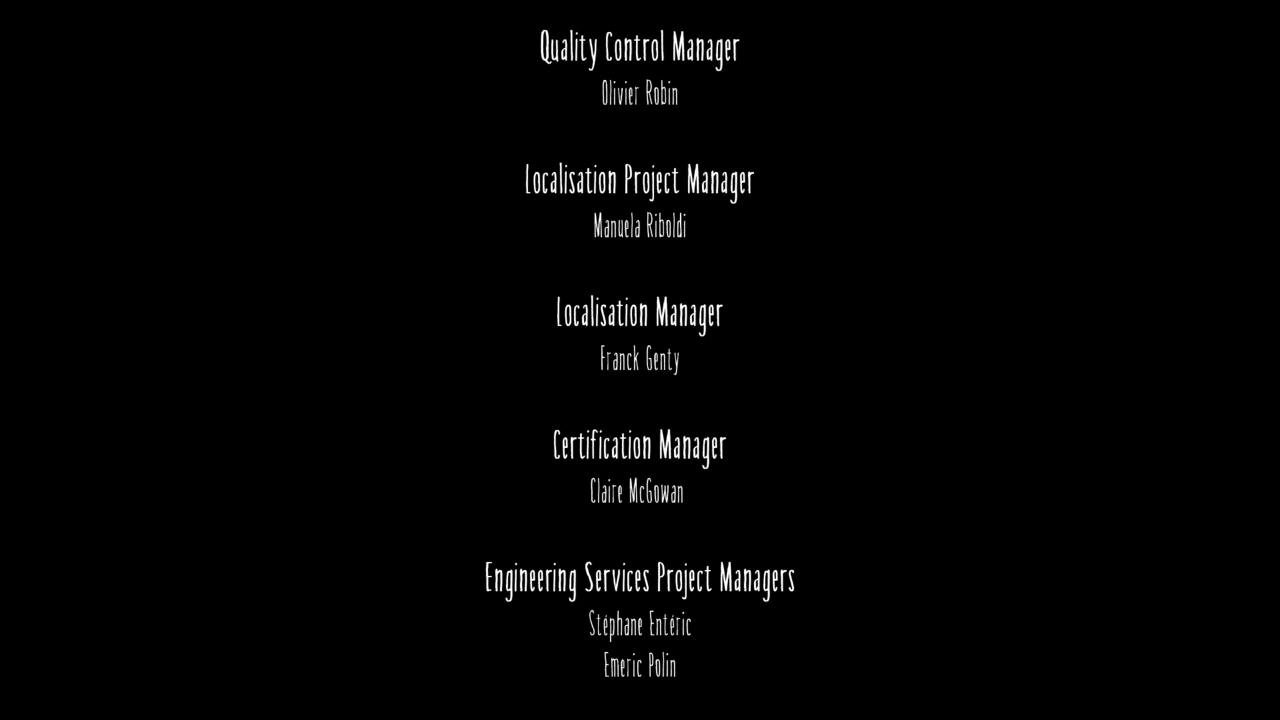 Quality Control Manager
Olivier Robin
Localisation Project Manager
Manuela Riboldi
Localisation Manager
Franck Genty
Certification Manager
Claire McGowan
Engineering Services Project Managers
Stéphane Entéric
Emeric Polin